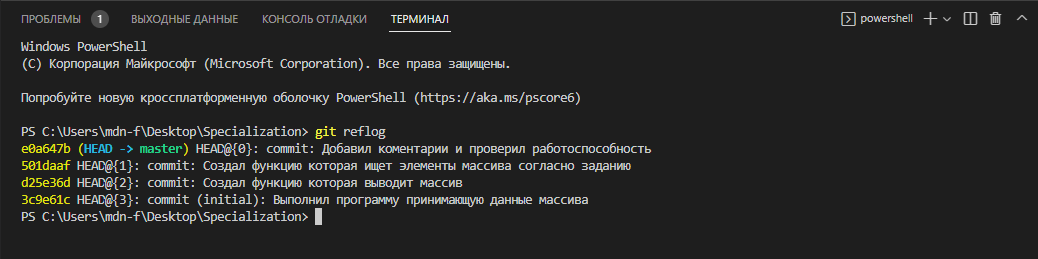 ПРОБЛЕМЫ 1 ВЫХОДНЫЕ ДАННЫЕ КОНСОЛЬ ОТЛАДКИ ТЕРМИНАЛ powershell
Windows PowerShell
(C) Корпорация Майкрософт (Microsoft Corporation). Все права защищены.
Попробуйте новую кроссплатформенную оболочку PowerShell (https://aka.ms/pscore6)
PS C:\Users\mdn-f\Desktop\Specialization> git reflog
e0a647b (HEAD -> master) HEAD@{0}: commit: Добавил коментарии и проверил работоспособность
501daaf HEAD@{1}: commit: Создал функцию которая ищет элементы массива согласно заданию
d25e36d HEAD@{2}: commit: Создал функцию которая выводит массив
3c9e61c HEAD@{3}: commit (initial): Выполнил программу принимающую данные массива
PS C:\Users\mdn-f\Desktop\Specialization>